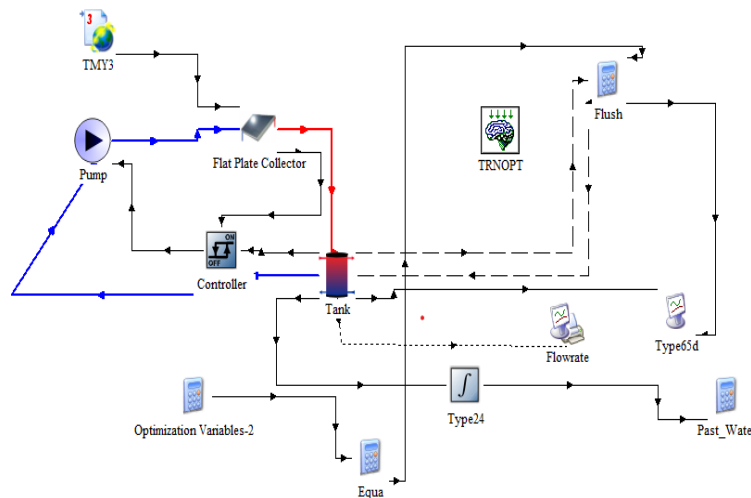 3
TMY3
Flush
TRNOPT
Flat Plate Collector
Pump
ON
OFF
Controller
Tank
Flowrate
Type65d
Optimization Variables-2
Type24
Past_Water
Equa